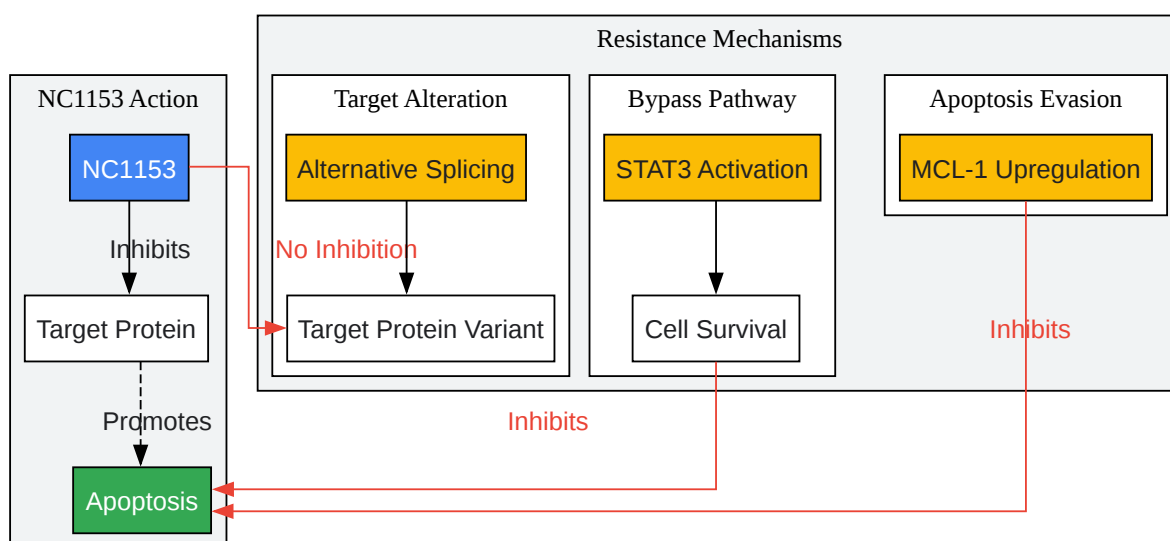 Resistance Mechanisms
NC1153 Action
Target Alteration
Bypass Pathway
Apoptosis Evasion
NC1153
Alternative Splicing
STAT3 Activation
MCL-1 Upregulation
Inhibits
No Inhibition
Target Protein
Target Protein Variant
Cell Survival
Inhibits
Promotes
Inhibits
Apoptosis